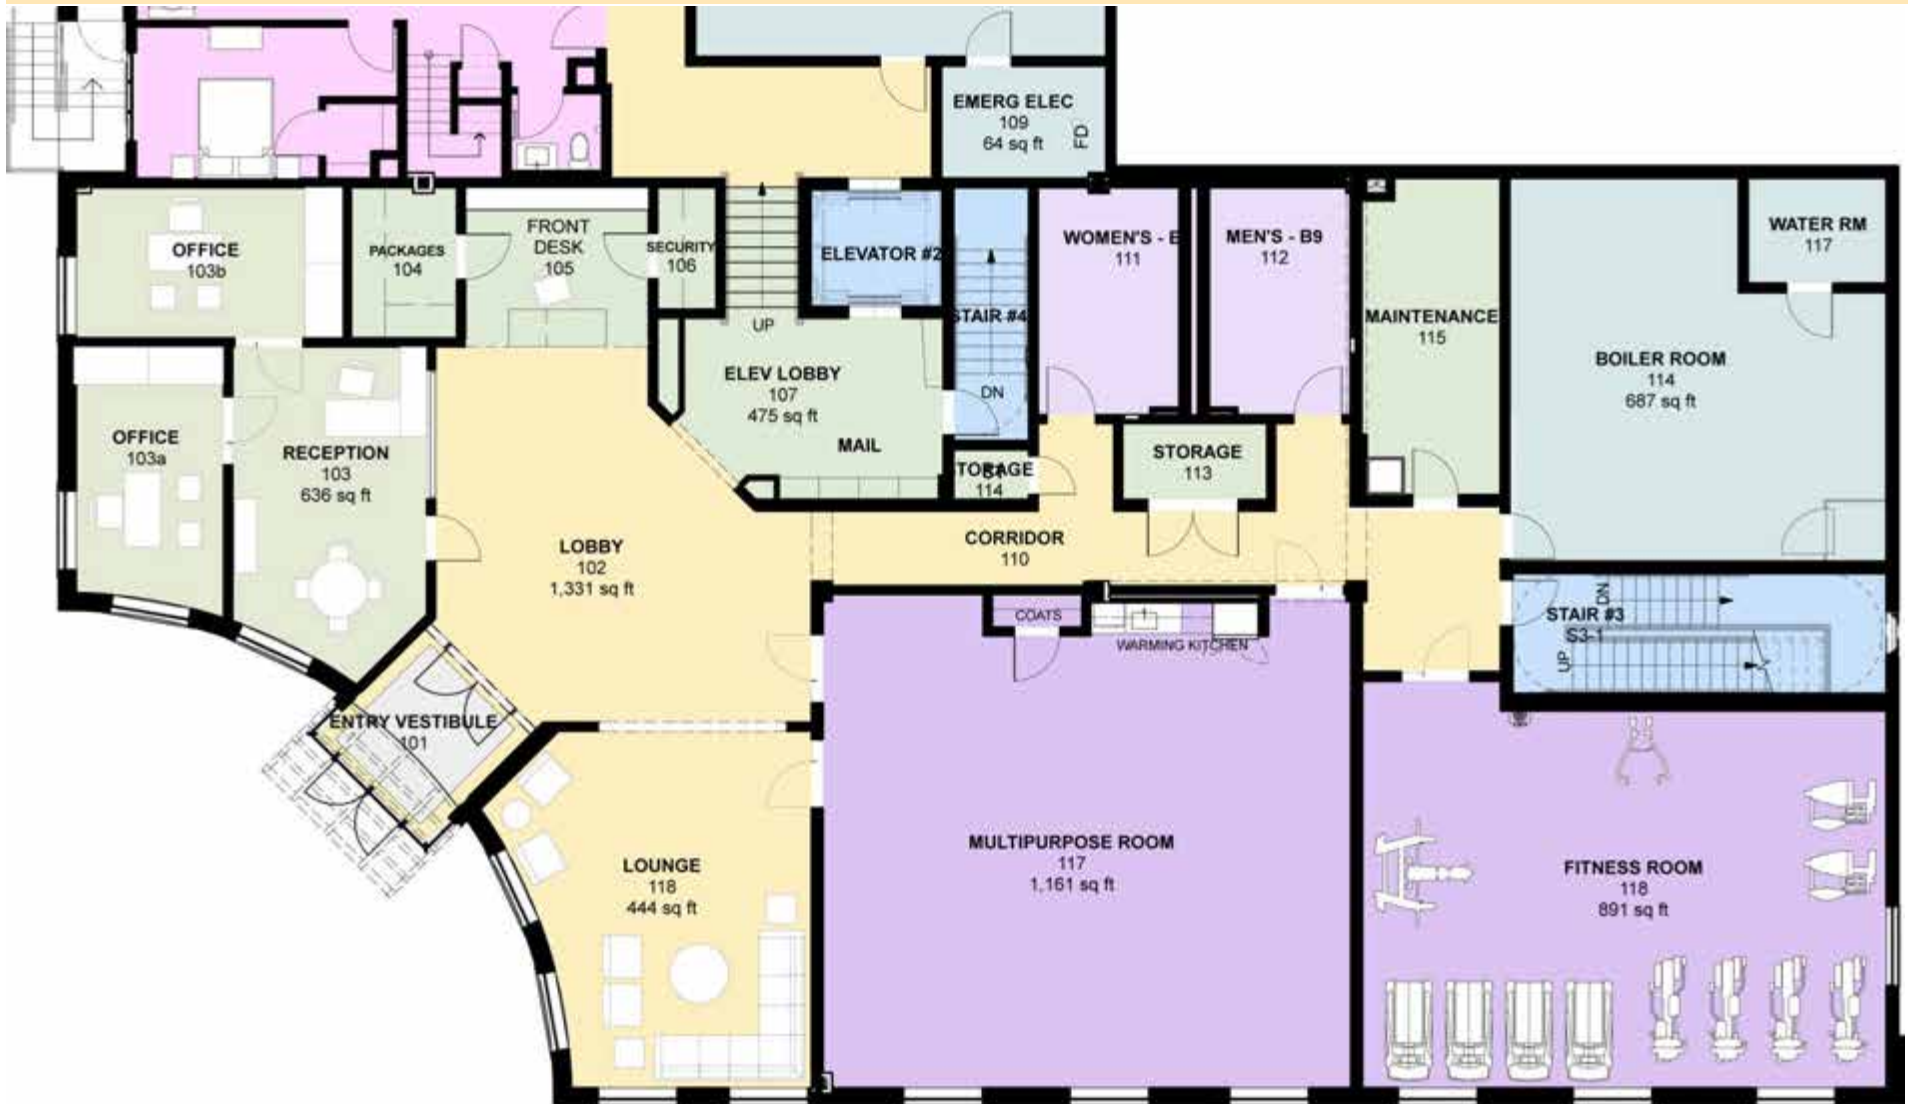 EMERG ELEC
109
64 sq ft
FD
OFFICE
103b
PACKAGES
104
FRONT
DESK
105
SECURITY
106
UP
ELEVATOR #2
STAIR #4
DN
WOMEN'S - B
111
MEN'S - B9
112
MAINTENANCE
115
WATER RM
117
BOILER ROOM
114
687 sq ft
ELEV LOBBY
107
475 sq ft
MAIL
OFFICE
103a
RECEPTION
103
636 sq ft
TORAGE
114
STORAGE
113
LOBBY
102
1,331 sq ft
CORRIDOR
110
COATS
WARMING KITCHEN
STAIR #3
S3-1
DN
UP
ENTRY VESTIBULE
101
LOUNGE
118
444 sq ft
MULTIPURPOSE ROOM
117
1,161 sq ft
FITNESS ROOM
118
891 sq ft